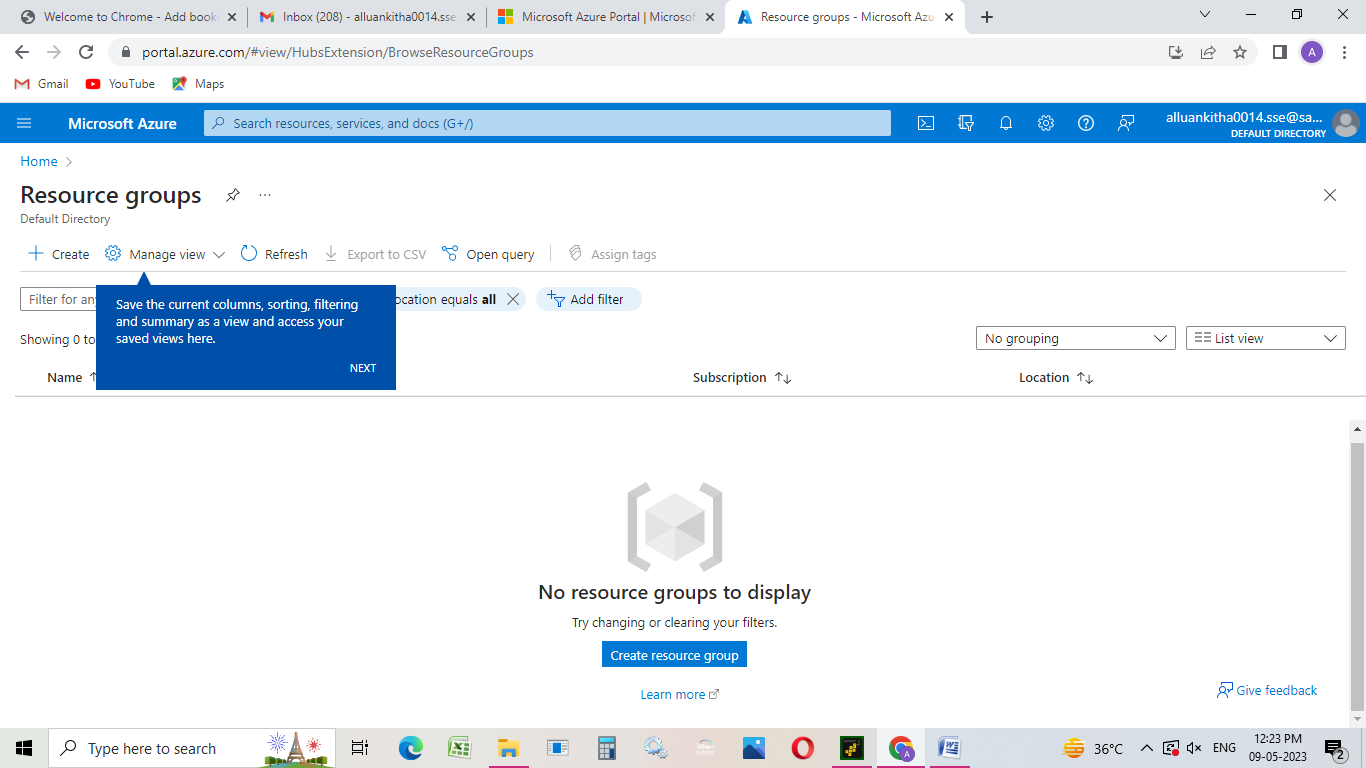 Welcome to Chrome - Add book
Inbox (208) - alluankitha0014.sse
Microsoft Azure Portal | Microsof
Resource groups - Microsoft Azu
portal.azure.com/#view/HubsExtension/BrowseResourceGroups
A
Gmail
YouTube
Maps
Microsoft Azure
Search resources, services, and docs (G+/)
alluankitha0014.sse@sa...
DEFAULT DIRECTORY
Home
Resource groups
...
Default Directory
Create
Manage view
Refresh
Export to CSV
Open query
Assign tags
Filter for any
ocation equals all
Add filter
Save the current columns, sorting, filtering
and summary as a view and access your
saved views here.
NEXT
Showing 0 to
No grouping
List view
Name
Subscription
Location
No resource groups to display
Try changing or clearing your filters.
Create resource group
Learn more
Give feedback
Type here to search
36°C
ENG
12:23 PM
09-05-2023
2